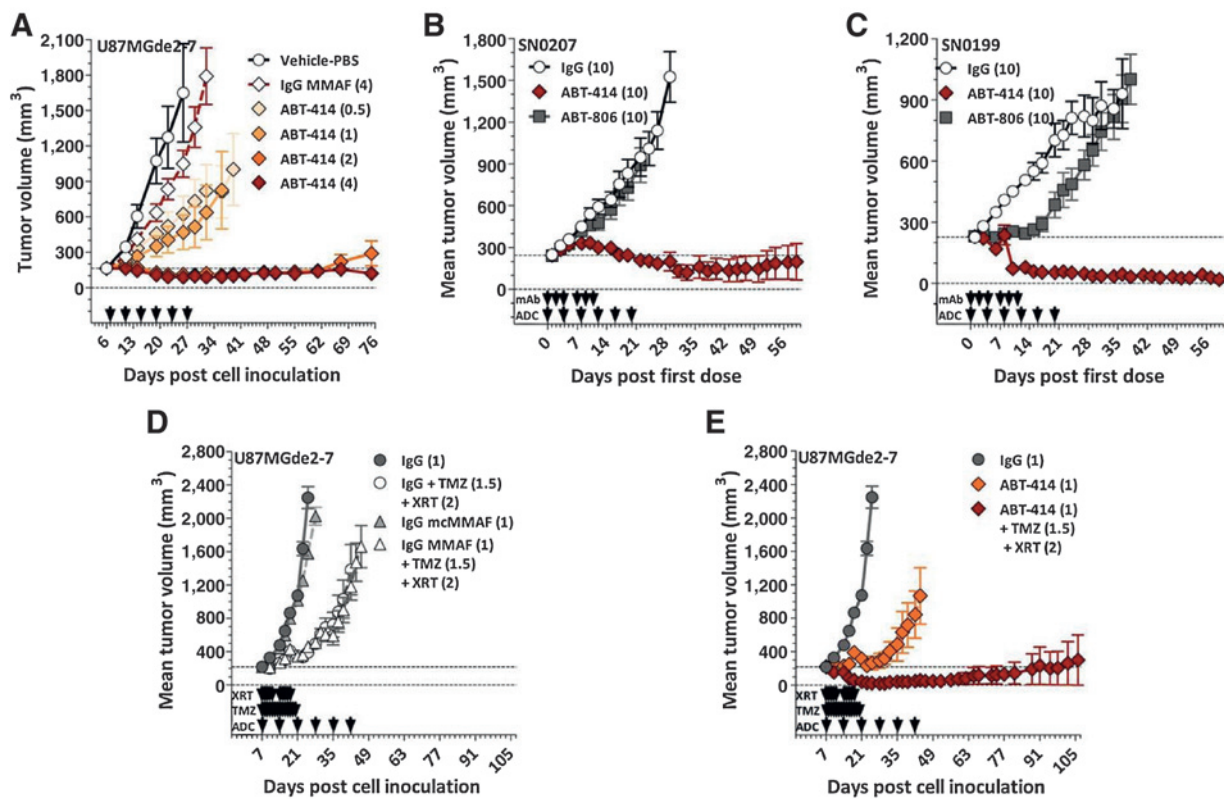 A
U87MGde2-7
Tumor volume (mm³)
2,100
1,800
1,500
1,200
900
600
300
0
Vehicle-PBS
IgG MMAF (4)
ABT-414 (0.5)
ABT-414 (1)
ABT-414 (2)
ABT-414 (4)
6 13 20 27 34 41 48 55 62 69 76
Days post cell inoculation
B
SN0207
Mean tumor volume (mm³)
1,800
1,500
1,200
900
600
300
0
IgG (10)
ABT-414 (10)
ABT-806 (10)
mAb
ADC
0 7 14 21 28 35 42 49 56
Days post first dose
C
SN0199
Mean tumor volume (mm³)
1,200
900
600
300
0
IgG (10)
ABT-414 (10)
ABT-806 (10)
mAb
ADC
0 7 14 21 28 35 42 49 56
Days post first dose
D
U87MGde2-7
Mean tumor volume (mm³)
2,800
2,400
2,000
1,600
1,200
800
400
0
IgG (1)
IgG + TMZ (1.5)
+ XRT (2)
IgG mcMMAF (1)
IgG MMAF (1)
+ TMZ (1.5)
+ XRT (2)
XRT
TMZ
ADC
7 21 35 49 63 77 91 105
Days post cell inoculation
E
U87MGde2-7
Mean tumor volume (mm³)
2,800
2,400
2,000
1,600
1,200
800
400
0
IgG (1)
ABT-414 (1)
ABT-414 (1)
+ TMZ (1.5)
+ XRT (2)
XRT
TMZ
ADC
7 21 35 49 63 77 91 105
Days post cell inoculation